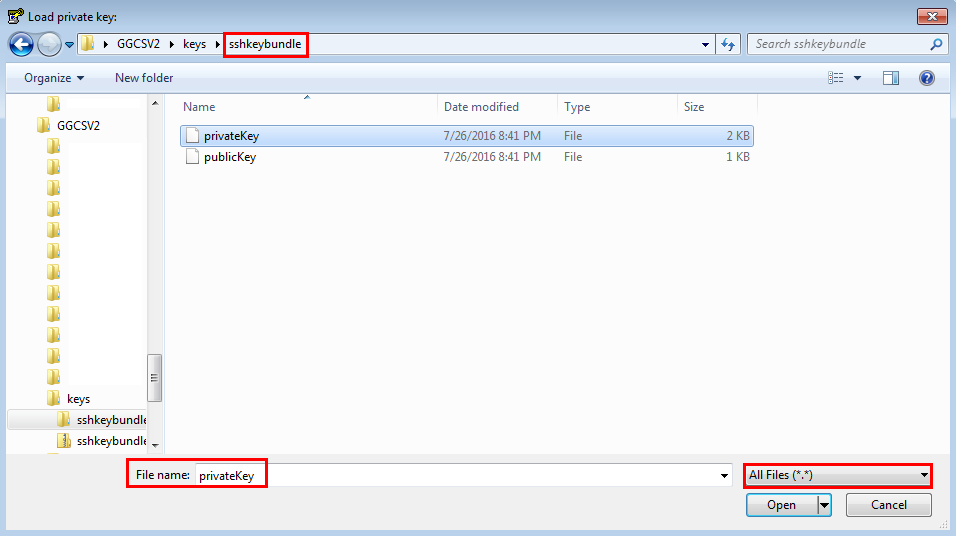 Load private key:
GGCSV2 keys sshkeybundle
Search sshkeybundle
Organize New folder
Name Date modified Type Size
GGCSV2
privateKey 7/26/2016 8:41 PM File 2 KB
publicKey 7/26/2016 8:41 PM File 1 KB
keys
sshkeybundle
sshkeybundle
File name: privateKey
All Files (*.*)
Open Cancel